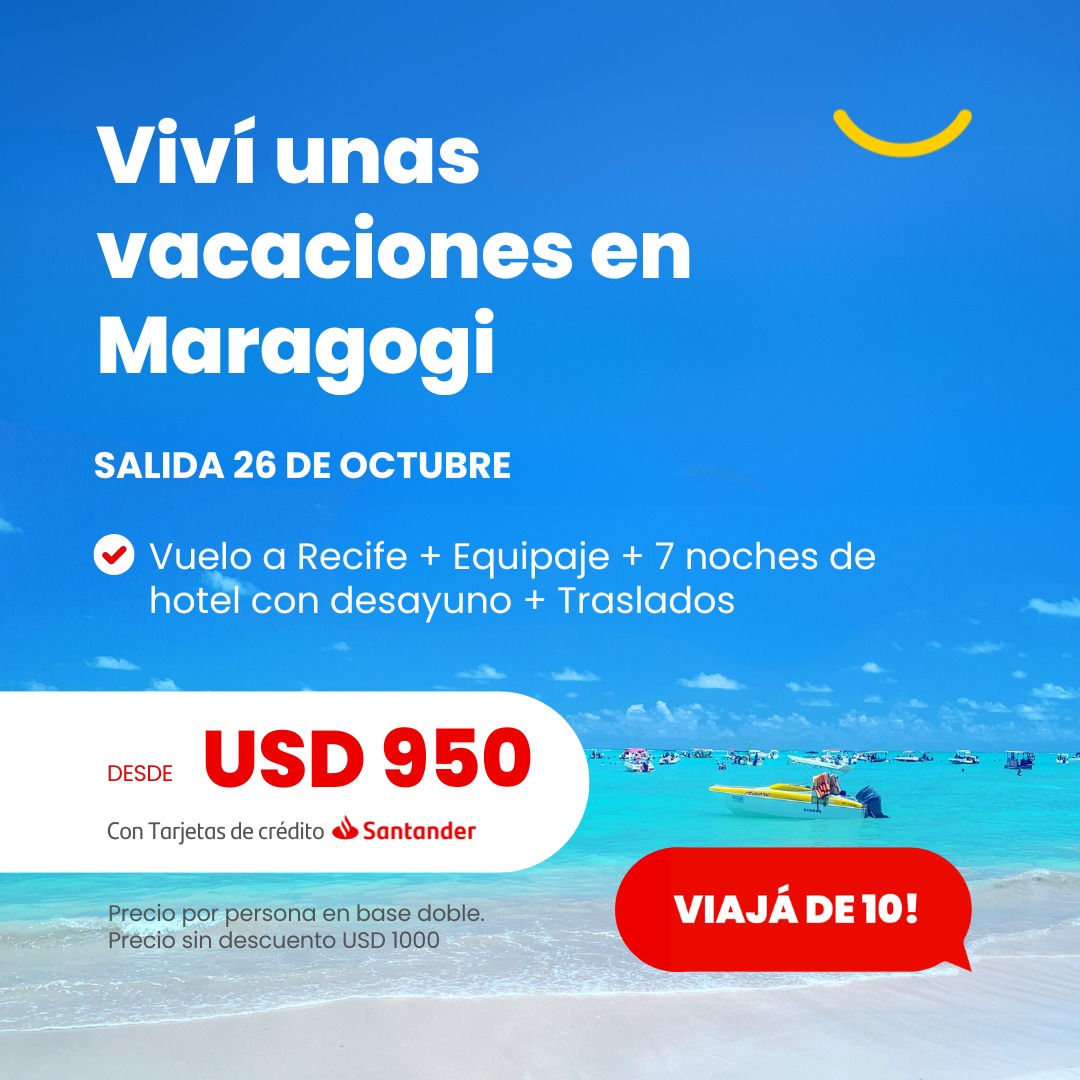 Viví unas
vacaciones en
Maragogi
SALIDA 26 DE OCTUBRE
Vuelo a Recife + Equipaje + 7 noches de
hotel con desayuno + Traslados
DESDE USD 950
Con Tarjetas de crédito Santander
Precio por persona en base doble.
Precio sin descuento USD 1000
VIAJÁ DE 10!